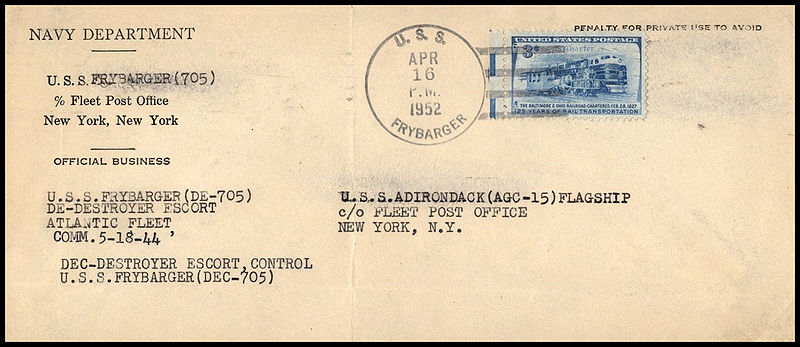 NAVY DEPARTMENT
U.S.S. FRYBARGER(705)
% Fleet Post Office
New York, New York
OFFICIAL BUSINESS
U.S.S.FRYBARGER(DE-705)
DE-DESTROYER ESCORT
ATLANTIC FLEET
COMM.5-18-44 '
DEC-DESTROYER ESCORT, CONTROL
U.S.S.FRYBARGER(DEC-705)
U. S. S.
APR
16
P.M.
1952
FRYBARGER
PENALTY FOR PRIVATE USE TO AVOID
UNITED STATES POSTAGE
3¢
Charter
THE BALTIMORE & OHIO RAILROAD CHARTERED FEB. 28, 1827
125 YEARS OF RAIL TRANSPORTATION
U.S.S.ADIRONDACK(AGC-15)FLAGSHIP
c/o FLEET POST OFFICE
NEW YORK, N.Y.